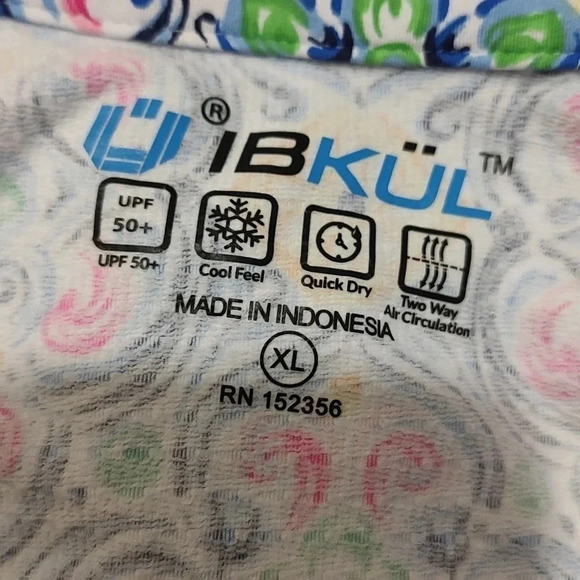 ® IBKÜL™
UPF
50+
UPF 50+
Cool Feel
Quick Dry
Two Way
Air Circulation
MADE IN INDONESIA
XL
RN 152356